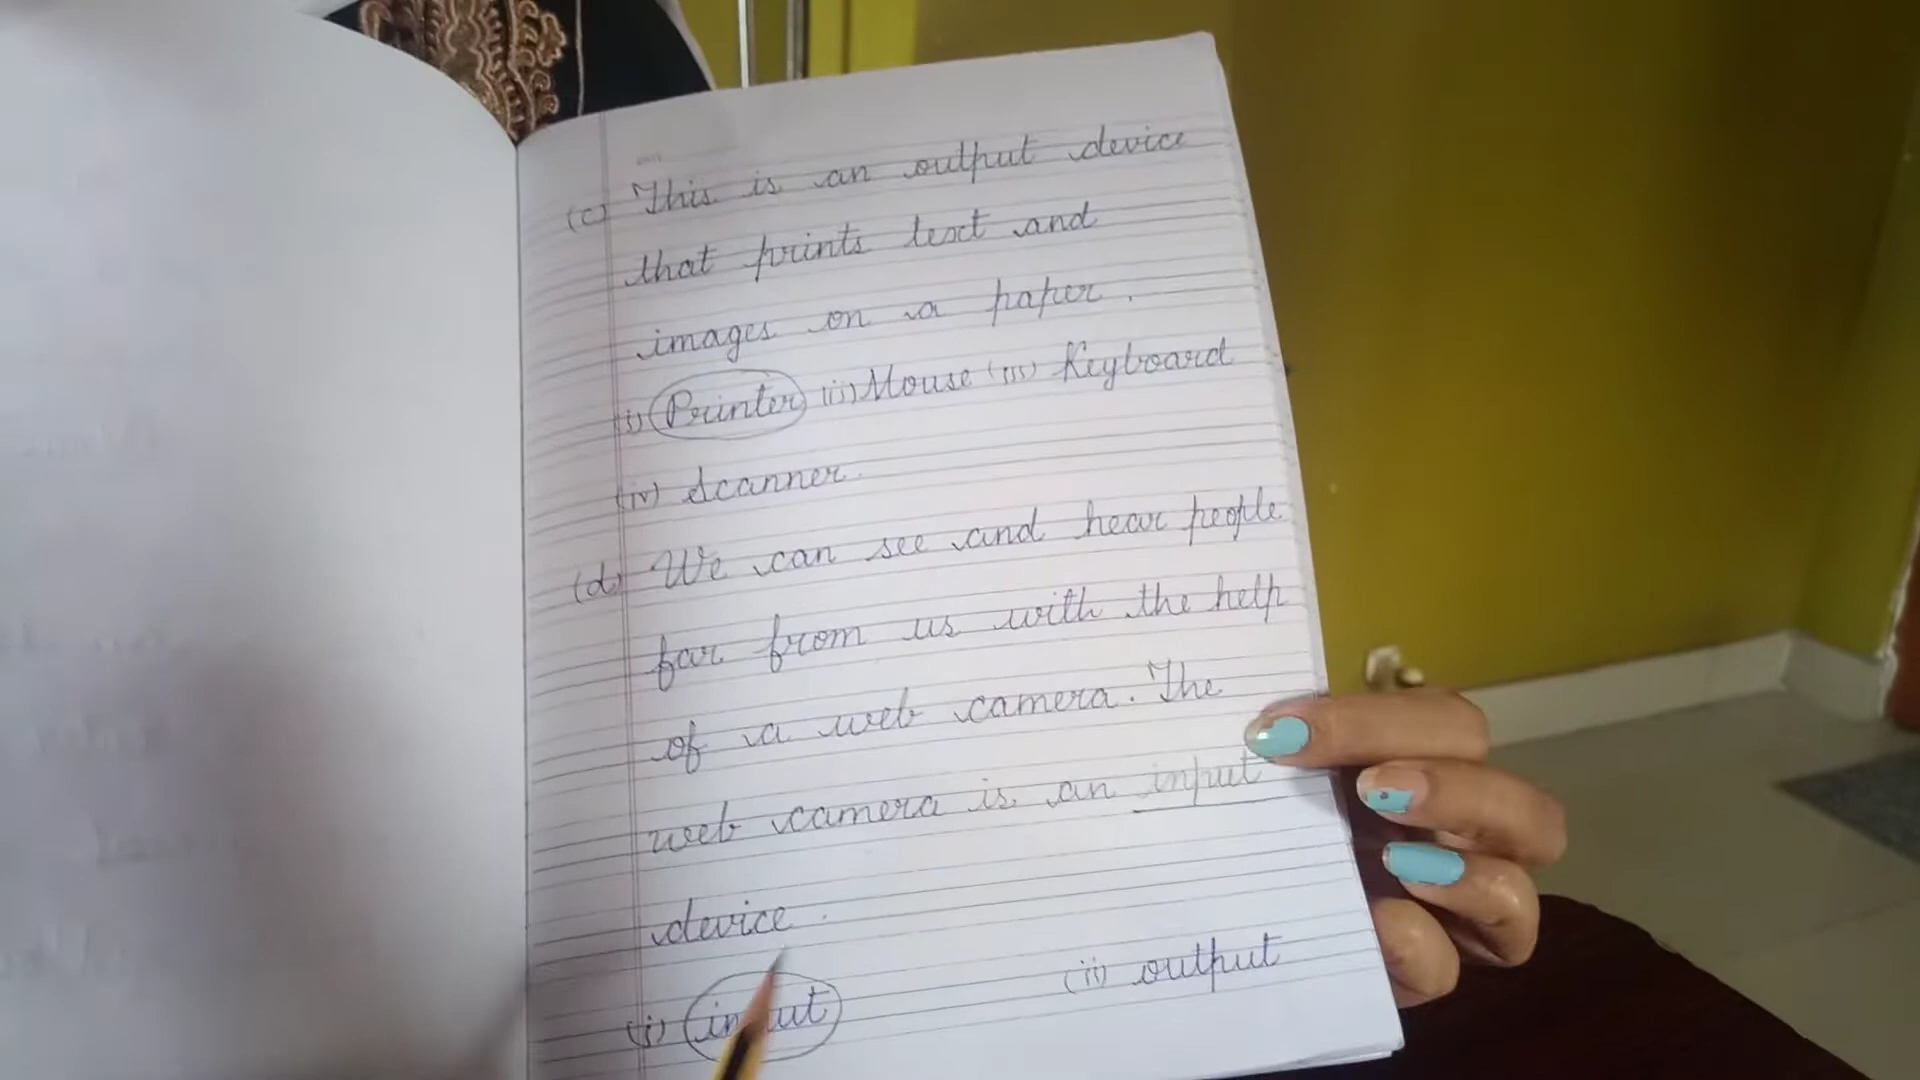 (c) This is an output device
that prints text and
images on a paper.
i) Printer (ii) Mouse (iii) Keyboard
(iv) Scanner.
(d) We can see and hear people
far from us with the help
of a web camera. The
web camera is an input
device.
(i) input (ii) output